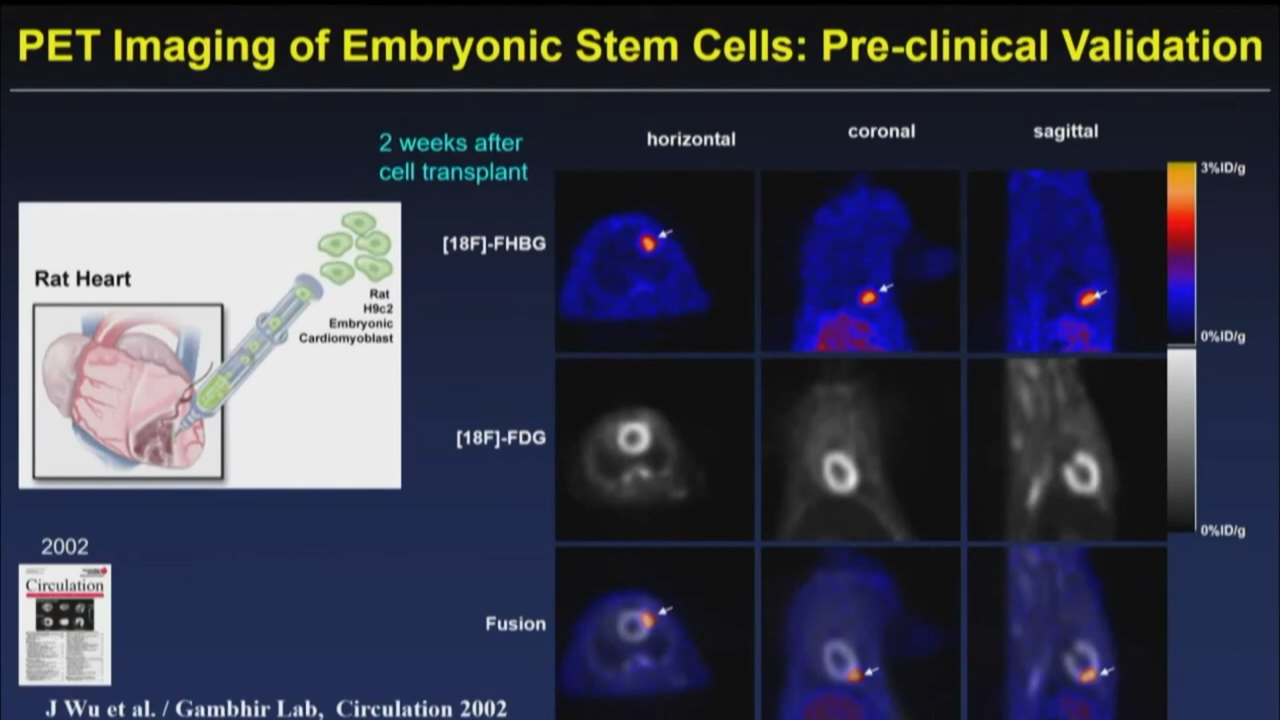 PET Imaging of Embryonic Stem Cells: Pre-clinical Validation
2 weeks after
cell transplant
horizontal
coronal
sagittal
3%ID/g
[18F]-FHBG
Rat Heart
Rat
H9c2
Embryonic
Cardiomyoblast
0%ID/g
[18F]-FDG
0%ID/g
2002
Circulation
Fusion
J Wu et al. / Gambhir Lab, Circulation 2002